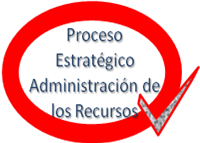 Proceso
Estratégico
Administración de
los Recursos